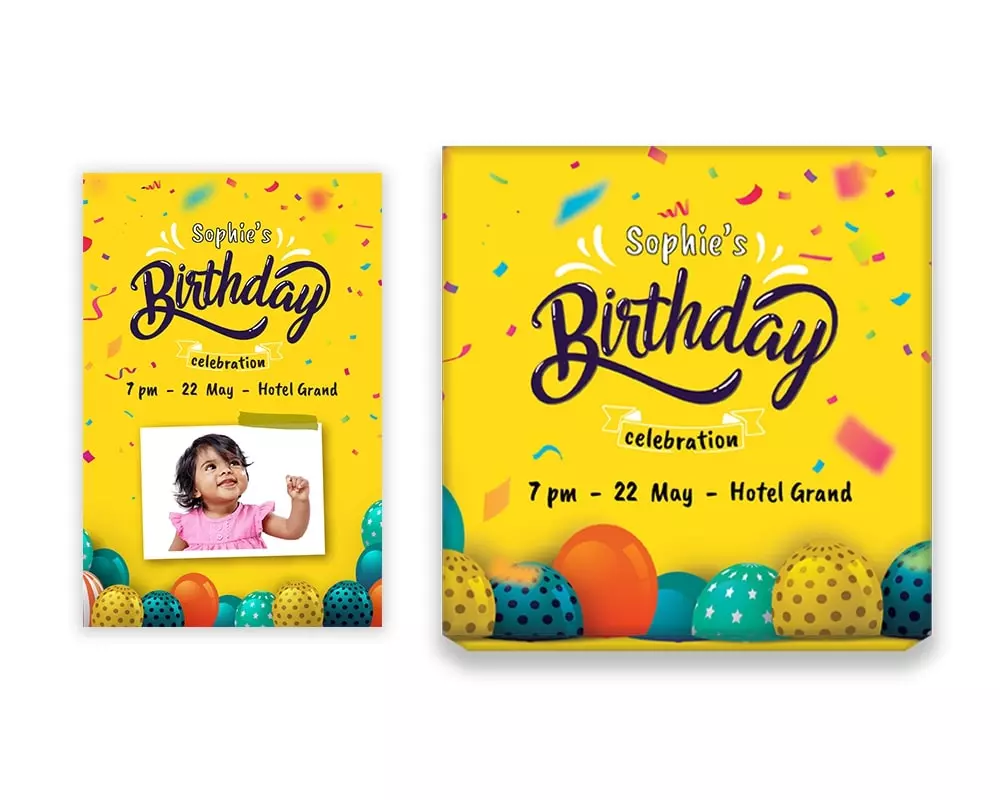 Sophie's
Birthday
celebration
7 pm - 22 May - Hotel Grand
Sophie's
Birthday
celebration
7 pm - 22 May - Hotel Grand